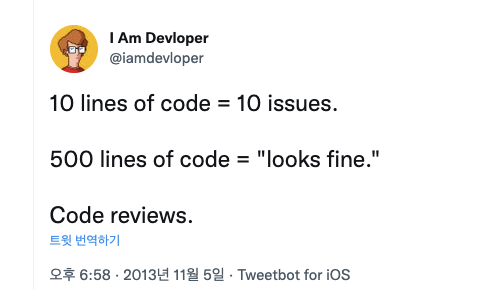 I Am Devloper
@iamdevloper
10 lines of code = 10 issues.
500 lines of code = "looks fine."
Code reviews.
트윗 번역하기
오후 6:58 · 2013년 11월 5일 · Tweetbot for iOS